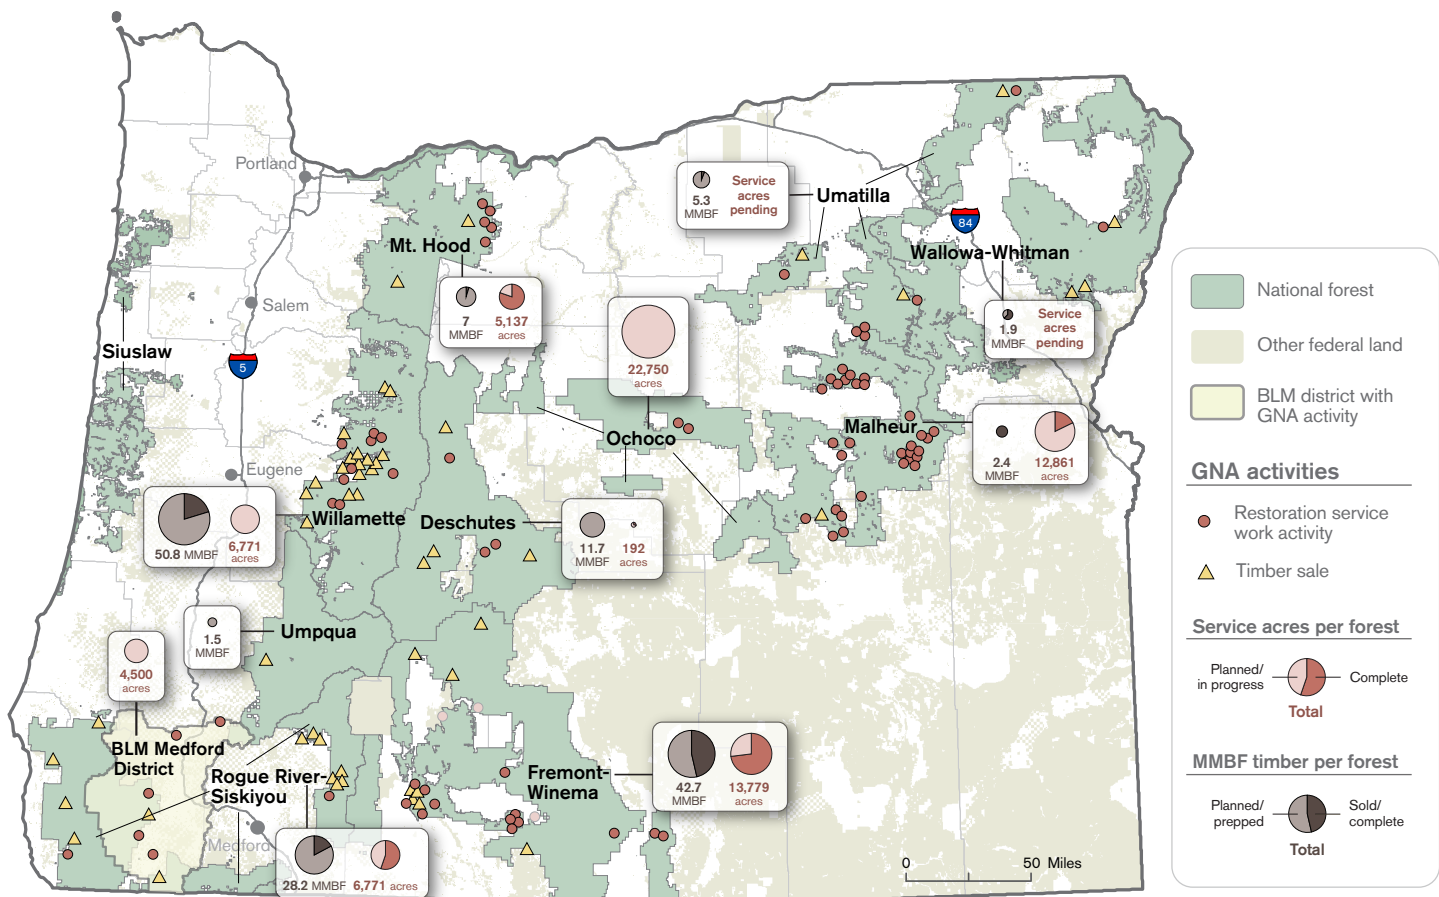 Portland
Service
acres
pending
5.3
MMBF
Umatilla
84
Mt. Hood
Wallowa-Whitman
7
MMBF
5,137
acres
Salem
22,750
acres
1.9
MMBF
Service
acres
pending
Siuslaw
5
Ochoco
Malheur
2.4
MMBF
12,861
acres
Eugene
Willamette
50.8 MMBF
6,771
acres
Deschutes
11.7
MMBF
192
acres
1.5
MMBF
Umpqua
4,500
acres
BLM Medford
District
Rogue River-
Siskiyou
Medford
28.2 MMBF
6,771 acres
Fremont-
Winema
42.7
MMBF
13,779
acres
0
50 Miles
National forest
Other federal land
BLM district with
GNA activity
GNA activities
Restoration service
work activity
Timber sale
Service acres per forest
Planned/
in progress
Complete
Total
MMBF timber per forest
Planned/
prepped
Sold/
complete
Total